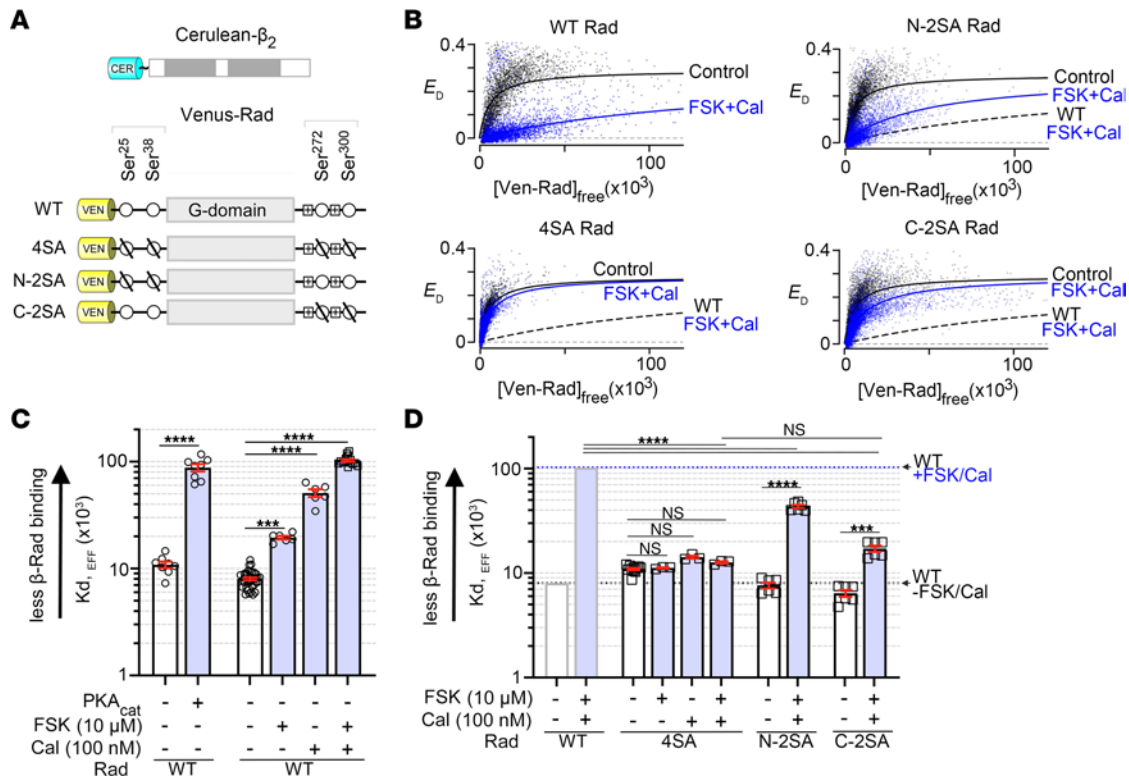 A
Cerulean-β2
CER
Venus-Rad
Ser25 Ser38 Ser272 Ser300
WT VEN G-domain
4SA VEN
N-2SA VEN
C-2SA VEN
B
WT Rad
0.4
ED
0
Control
FSK+Cal
0 100
[Ven-Rad]free(x10³)
N-2SA Rad
0.4
ED
0
Control
FSK+Cal
WT
FSK+Cal
0 100
[Ven-Rad]free(x10³)
4SA Rad
0.4
ED
0
Control
FSK+Cal
WT
FSK+Cal
0 100
[Ven-Rad]free(x10³)
C-2SA Rad
0.4
ED
0
Control
FSK+Cal
WT
FSK+Cal
0 100
[Ven-Rad]free(x10³)
C
less β-Rad binding
Kd, EFF (x10³)
100
10
1
****
****
****
***
PKAcat - + - - - -
FSK (10 µM) - - - + - +
Cal (100 nM) - - - - + +
Rad WT WT
D
less β-Rad binding
Kd, EFF (x10³)
100
10
1
NS
****
NS
NS
NS
****
***
WT
+FSK/Cal
WT
-FSK/Cal
FSK (10 µM) - + - + - + - + - +
Cal (100 nM) - + - - + + - + - +
Rad WT 4SA N-2SA C-2SA